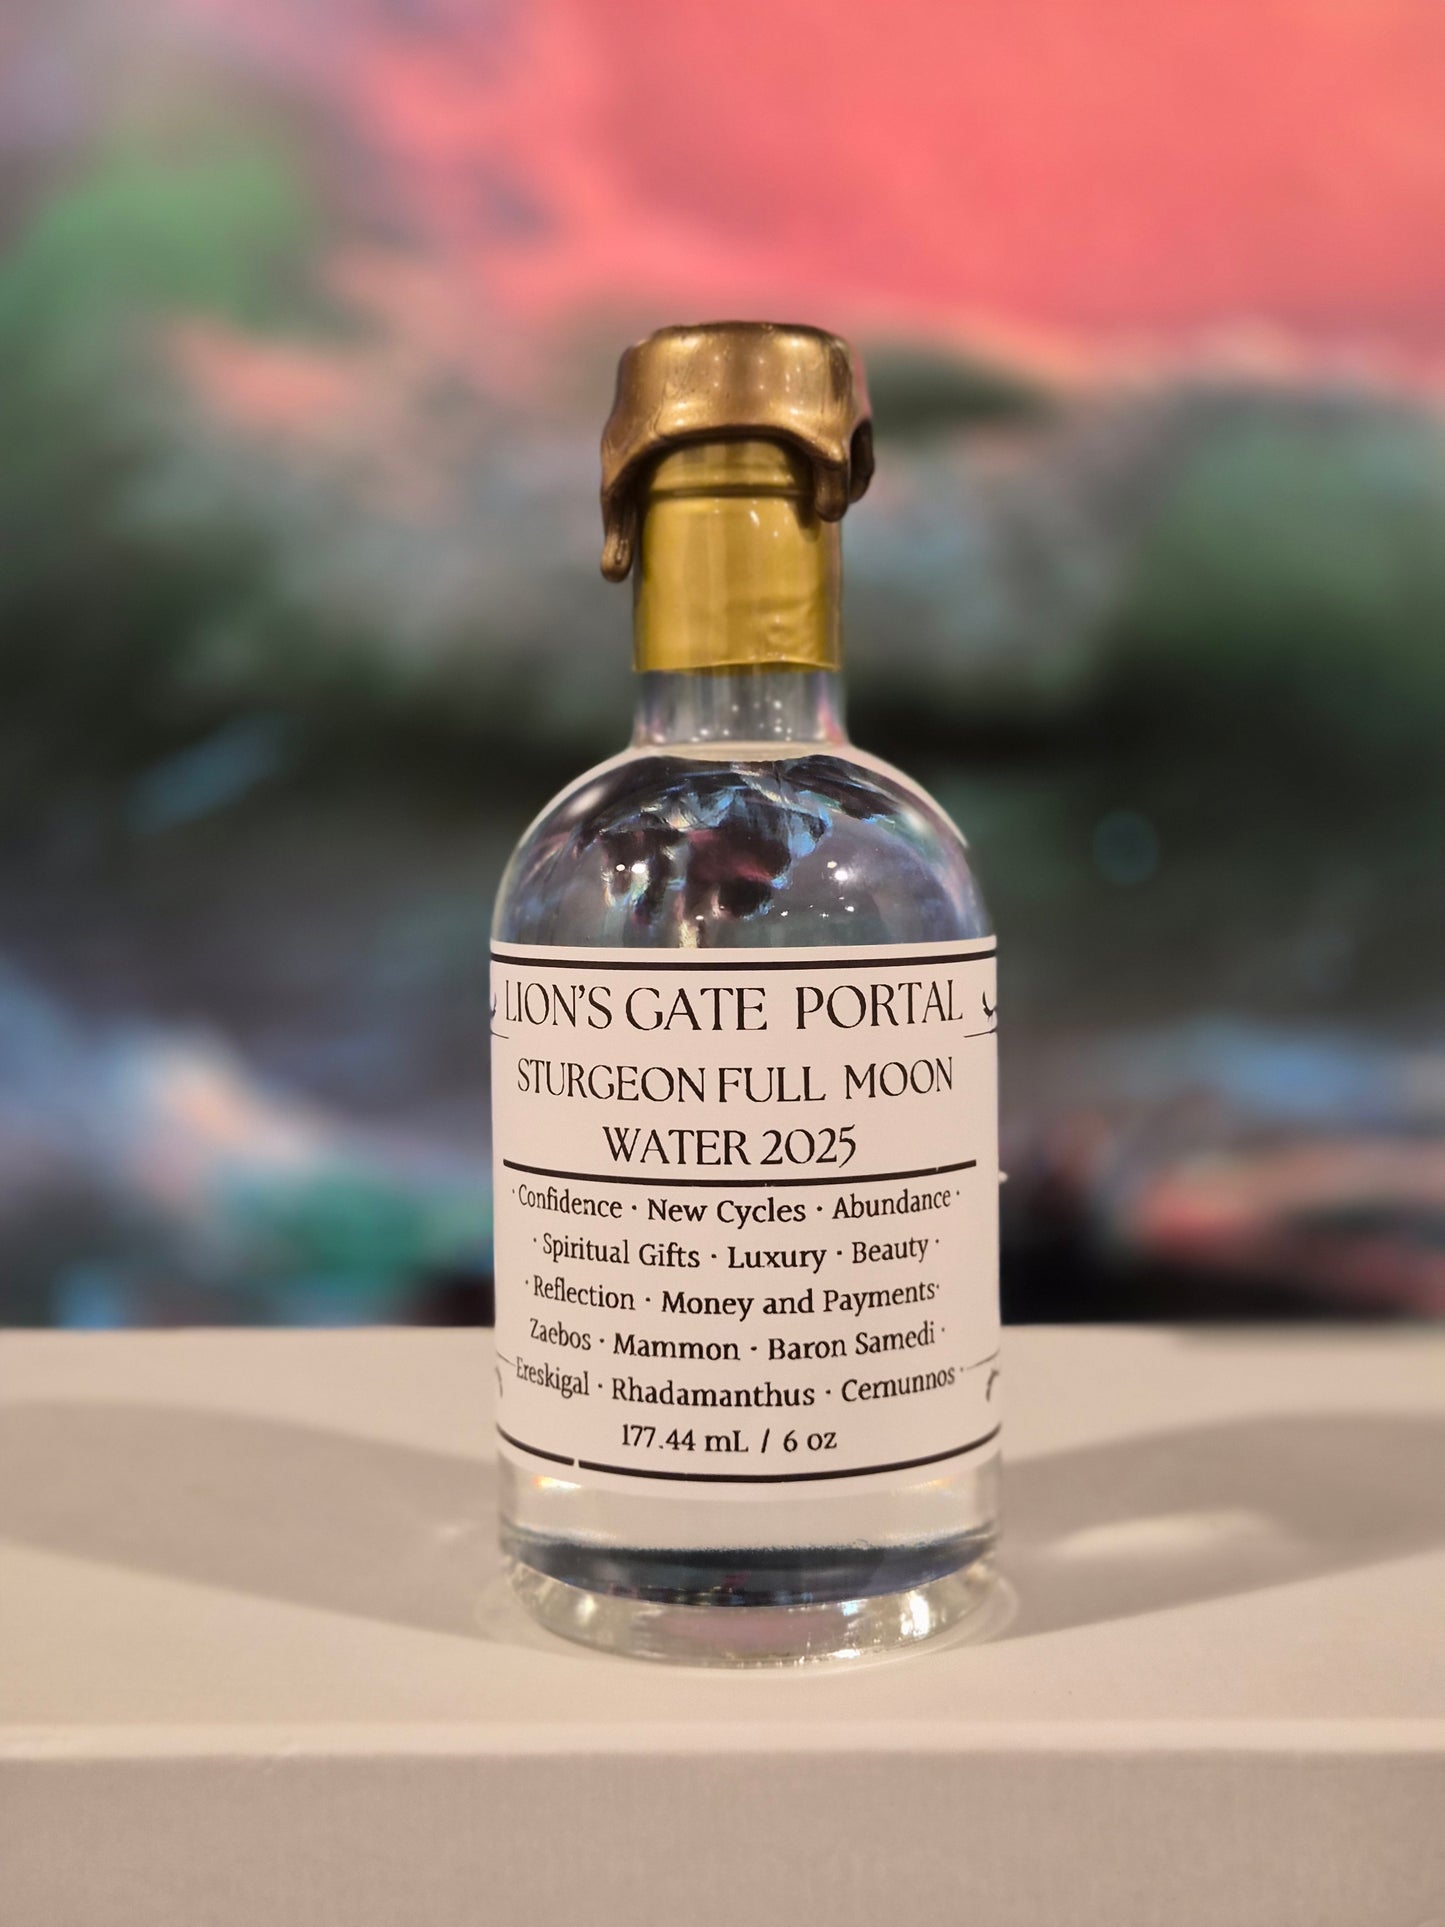 LION'S GATE PORTAL
STURGEON FULL MOON
WATER 2025
· Confidence · New Cycles · Abundance ·
· Spiritual Gifts · Luxury · Beauty ·
· Reflection · Money and Payments·
Zaebos · Mammon · Baron Samedi ·
Ereskigal · Rhadamanthus · Cernunnos ·
177.44 mL / 6 oz